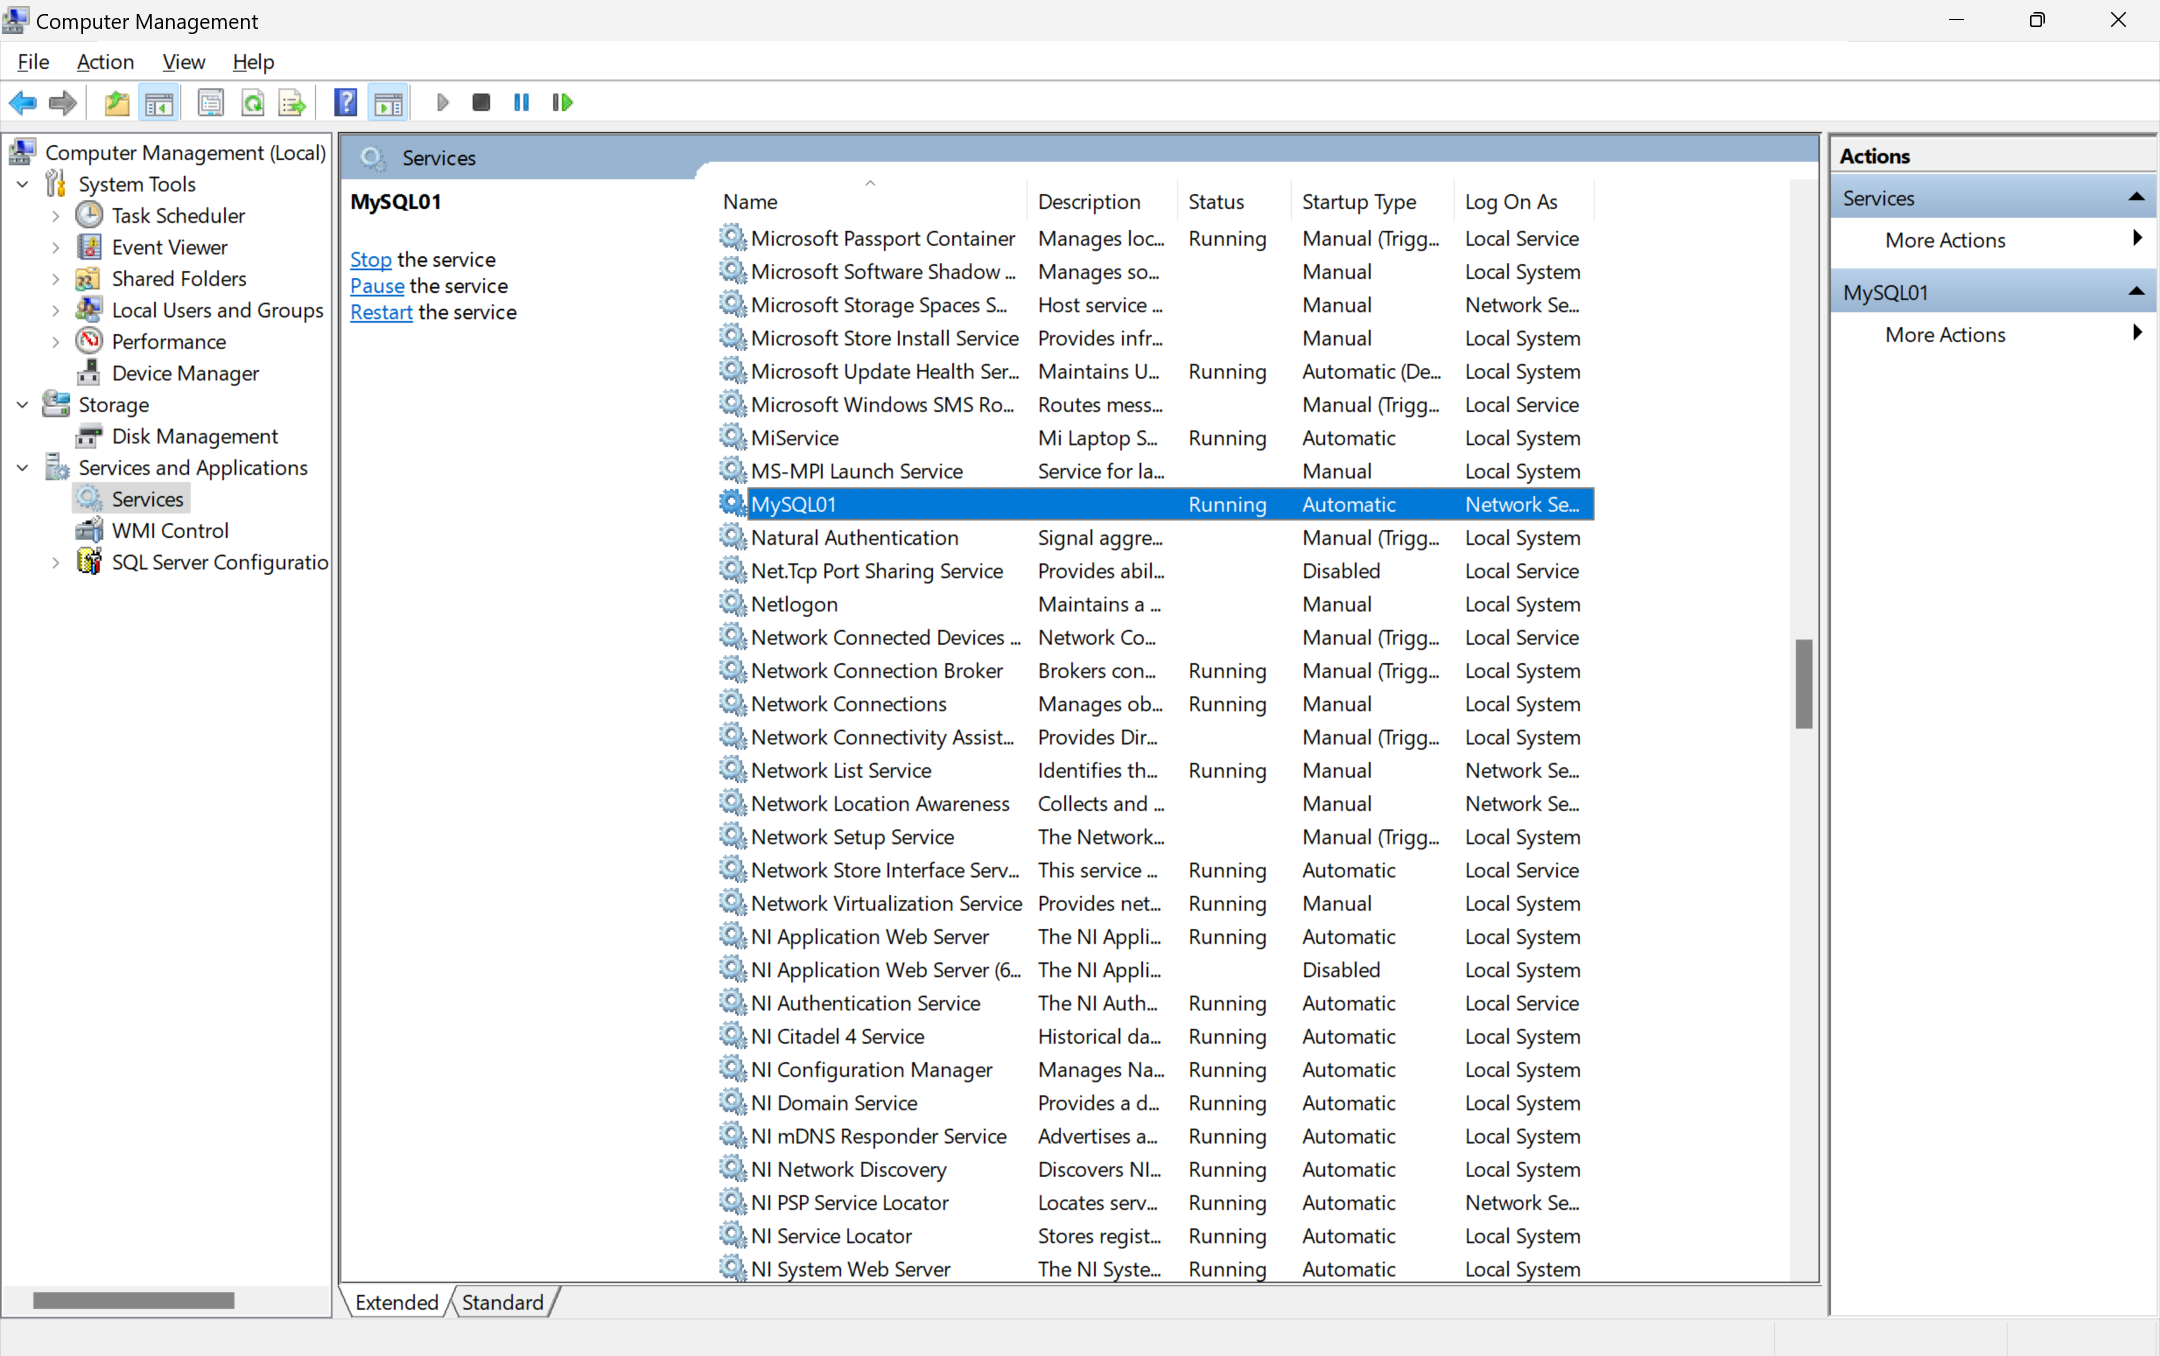 Computer Management
File Action View Help
Computer Management (Local)
System Tools
Task Scheduler
Event Viewer
Shared Folders
Local Users and Groups
Performance
Device Manager
Storage
Disk Management
Services and Applications
Services
WMI Control
SQL Server Configuratio
Services
MySQL01
Stop the service
Pause the service
Restart the service
Name Description Status Startup Type Log On As
Microsoft Passport Container Manages loc... Running Manual (Trigg... Local Service
Microsoft Software Shadow ... Manages so... Manual Local System
Microsoft Storage Spaces S... Host service ... Manual Network Se...
Microsoft Store Install Service Provides infr... Manual Local System
Microsoft Update Health Ser... Maintains U... Running Automatic (De... Local System
Microsoft Windows SMS Ro... Routes mess... Manual (Trigg... Local Service
MiService Mi Laptop S... Running Automatic Local System
MS-MPI Launch Service Service for la... Manual Local System
MySQL01 Running Automatic Network Se...
Natural Authentication Signal aggre... Manual (Trigg... Local System
Net.Tcp Port Sharing Service Provides abil... Disabled Local Service
Netlogon Maintains a ... Manual Local System
Network Connected Devices ... Network Co... Manual (Trigg... Local Service
Network Connection Broker Brokers con... Running Manual (Trigg... Local System
Network Connections Manages ob... Running Manual Local System
Network Connectivity Assist... Provides Dir... Manual (Trigg... Local System
Network List Service Identifies th... Running Manual Network Se...
Network Location Awareness Collects and ... Manual Network Se...
Network Setup Service The Network... Manual (Trigg... Local System
Network Store Interface Serv... This service ... Running Automatic Local Service
Network Virtualization Service Provides net... Running Manual Local System
NI Application Web Server The NI Appli... Running Automatic Local System
NI Application Web Server (6... The NI Appli... Disabled Local System
NI Authentication Service The NI Auth... Running Automatic Local Service
NI Citadel 4 Service Historical da... Running Automatic Local System
NI Configuration Manager Manages Na... Running Automatic Local System
NI Domain Service Provides a d... Running Automatic Local System
NI mDNS Responder Service Advertises a... Running Automatic Local System
NI Network Discovery Discovers NI... Running Automatic Local System
NI PSP Service Locator Locates serv... Running Automatic Network Se...
NI Service Locator Stores regist... Running Automatic Local System
NI System Web Server The NI Syste... Running Automatic Local System
Extended Standard
Actions
Services
More Actions
MySQL01
More Actions